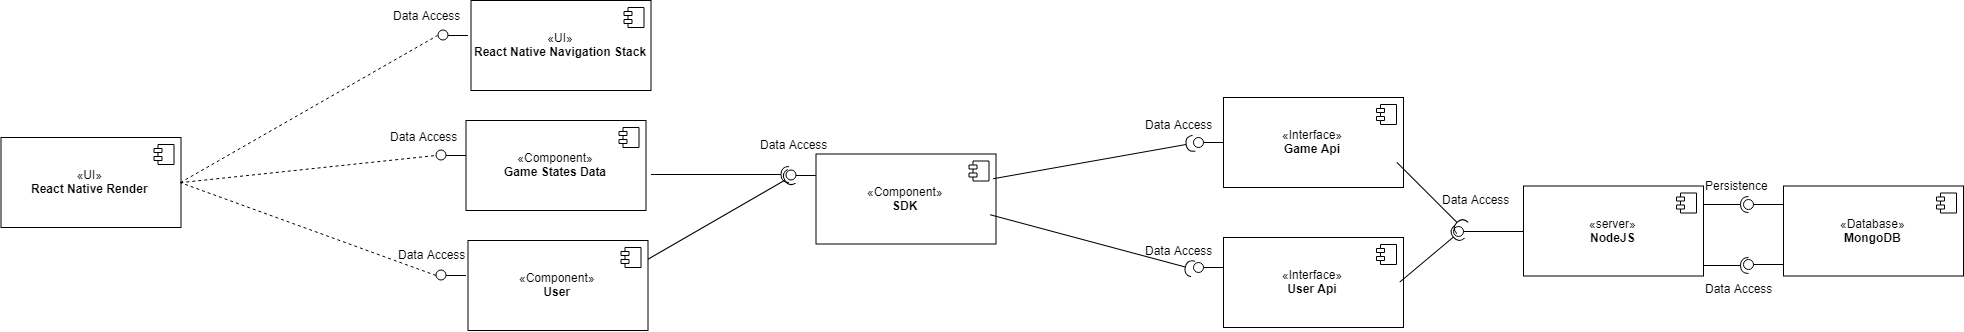 Data Access
«UI»
React Native Navigation Stack
Data Access
«Component»
Game States Data
«UI»
React Native Render
Data Access
«Component»
User
Data Access
«Component»
SDK
Data Access
«Interface»
Game Api
Data Access
«Interface»
User Api
Data Access
«server»
NodeJS
Persistence
Data Access
«Database»
MongoDB